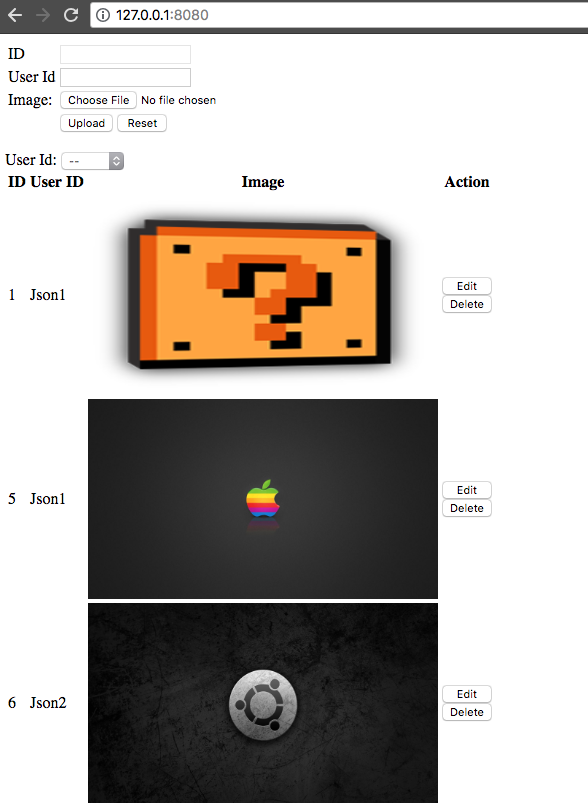 127.0.0.1:8080
ID
User Id
Image: Choose File No file chosen
Upload Reset
User Id: --
ID User ID Image Action
?
1 Json1 Edit
Delete
5 Json1 Edit
Delete
6 Json2 Edit
Delete